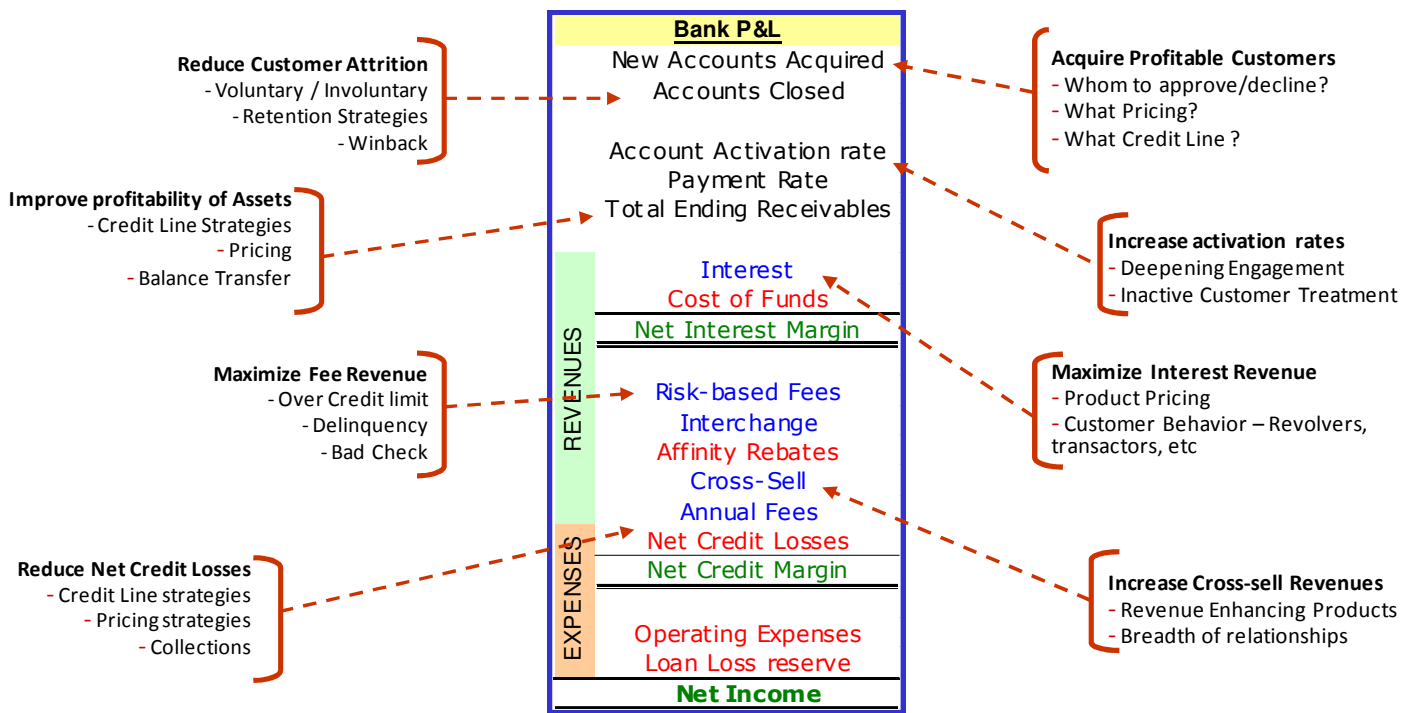 Bank P&L
New Accounts Acquired
Accounts Closed
Account Activation rate
Payment Rate
Total Ending Receivables
REVENUES
Interest
Cost of Funds
Net Interest Margin
Risk-based Fees
Interchange
Affinity Rebates
Cross-Sell
Annual Fees
EXPENSES
Net Credit Losses
Net Credit Margin
Operating Expenses
Loan Loss reserve
Net Income
Reduce Customer Attrition
- Voluntary / Involuntary
- Retention Strategies
- Winback
Improve profitability of Assets
- Credit Line Strategies
- Pricing
- Balance Transfer
Maximize Fee Revenue
- Over Credit limit
- Delinquency
- Bad Check
Reduce Net Credit Losses
- Credit Line strategies
- Pricing strategies
- Collections
Acquire Profitable Customers
- Whom to approve/decline?
- What Pricing?
- What Credit Line ?
Increase activation rates
- Deepening Engagement
- Inactive Customer Treatment
Maximize Interest Revenue
- Product Pricing
- Customer Behavior – Revolvers,
transactors, etc
Increase Cross-sell Revenues
- Revenue Enhancing Products
- Breadth of relationships